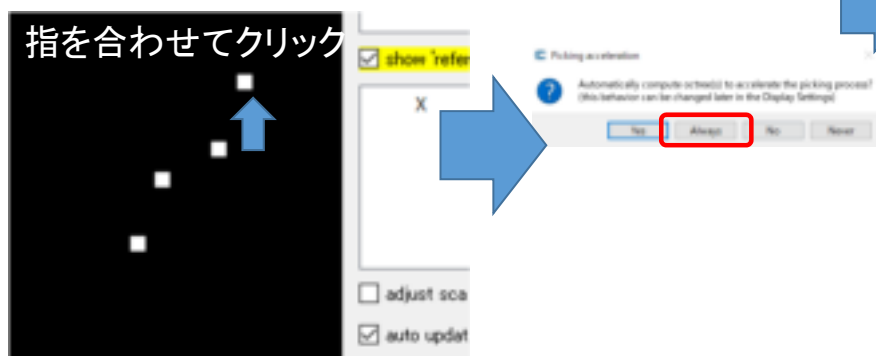 指を合わせてクリック
show 'refer
X
adjust sca
auto updat
Picking acceleration
Automatically compute octree(s) to accelerate the picking process?
(this behavior can be changed later in the Display Settings)
Yes Always No Never